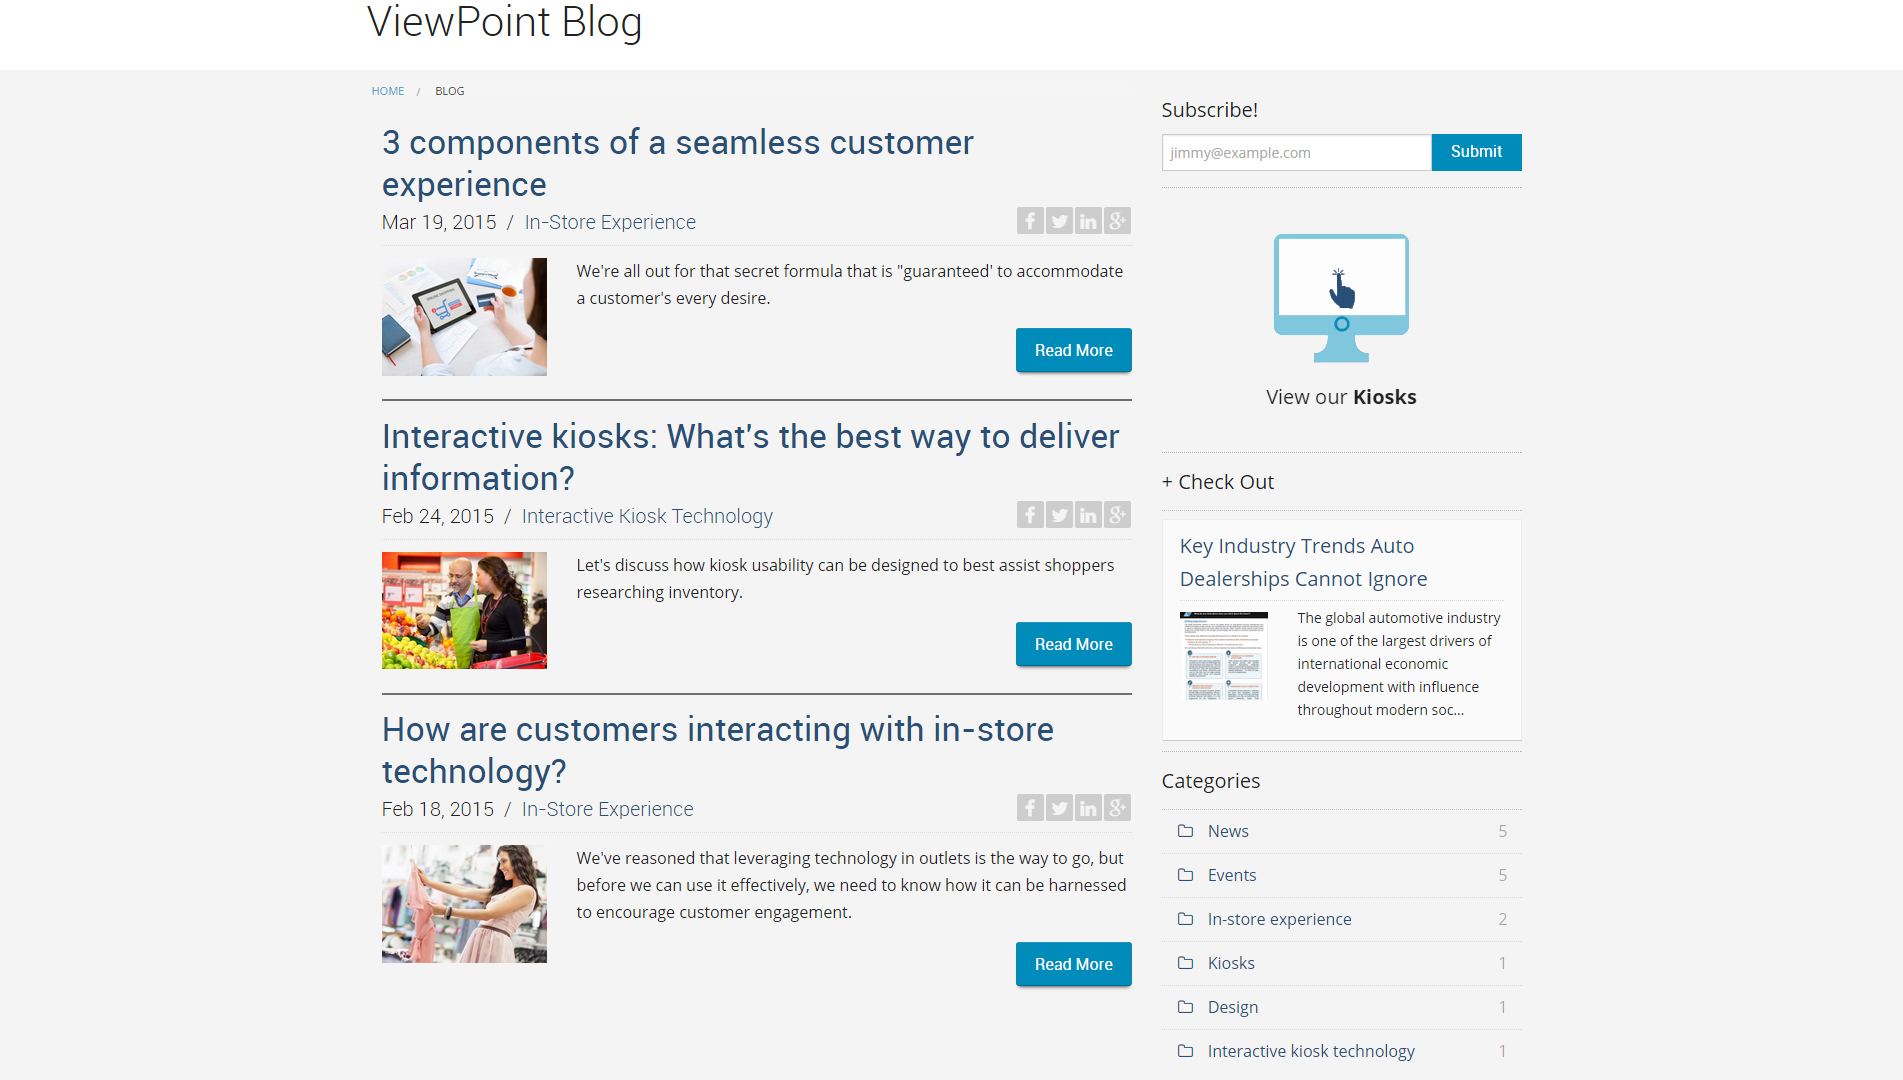 ViewPoint Blog
HOME / BLOG
3 components of a seamless customer
experience
Mar 19, 2015 / In-Store Experience
We're all out for that secret formula that is "guaranteed' to accommodate
a customer's every desire.
Read More
Interactive kiosks: What's the best way to deliver
information?
Feb 24, 2015 / Interactive Kiosk Technology
Let's discuss how kiosk usability can be designed to best assist shoppers
researching inventory.
Read More
How are customers interacting with in-store
technology?
Feb 18, 2015 / In-Store Experience
We've reasoned that leveraging technology in outlets is the way to go, but
before we can use it effectively, we need to know how it can be harnessed
to encourage customer engagement.
Read More
Subscribe!
jimmy@example.com Submit
View our Kiosks
+ Check Out
Key Industry Trends Auto
Dealerships Cannot Ignore
The global automotive industry
is one of the largest drivers of
international economic
development with influence
throughout modern soc...
Categories
News 5
Events 5
In-store experience 2
Kiosks 1
Design 1
Interactive kiosk technology 1